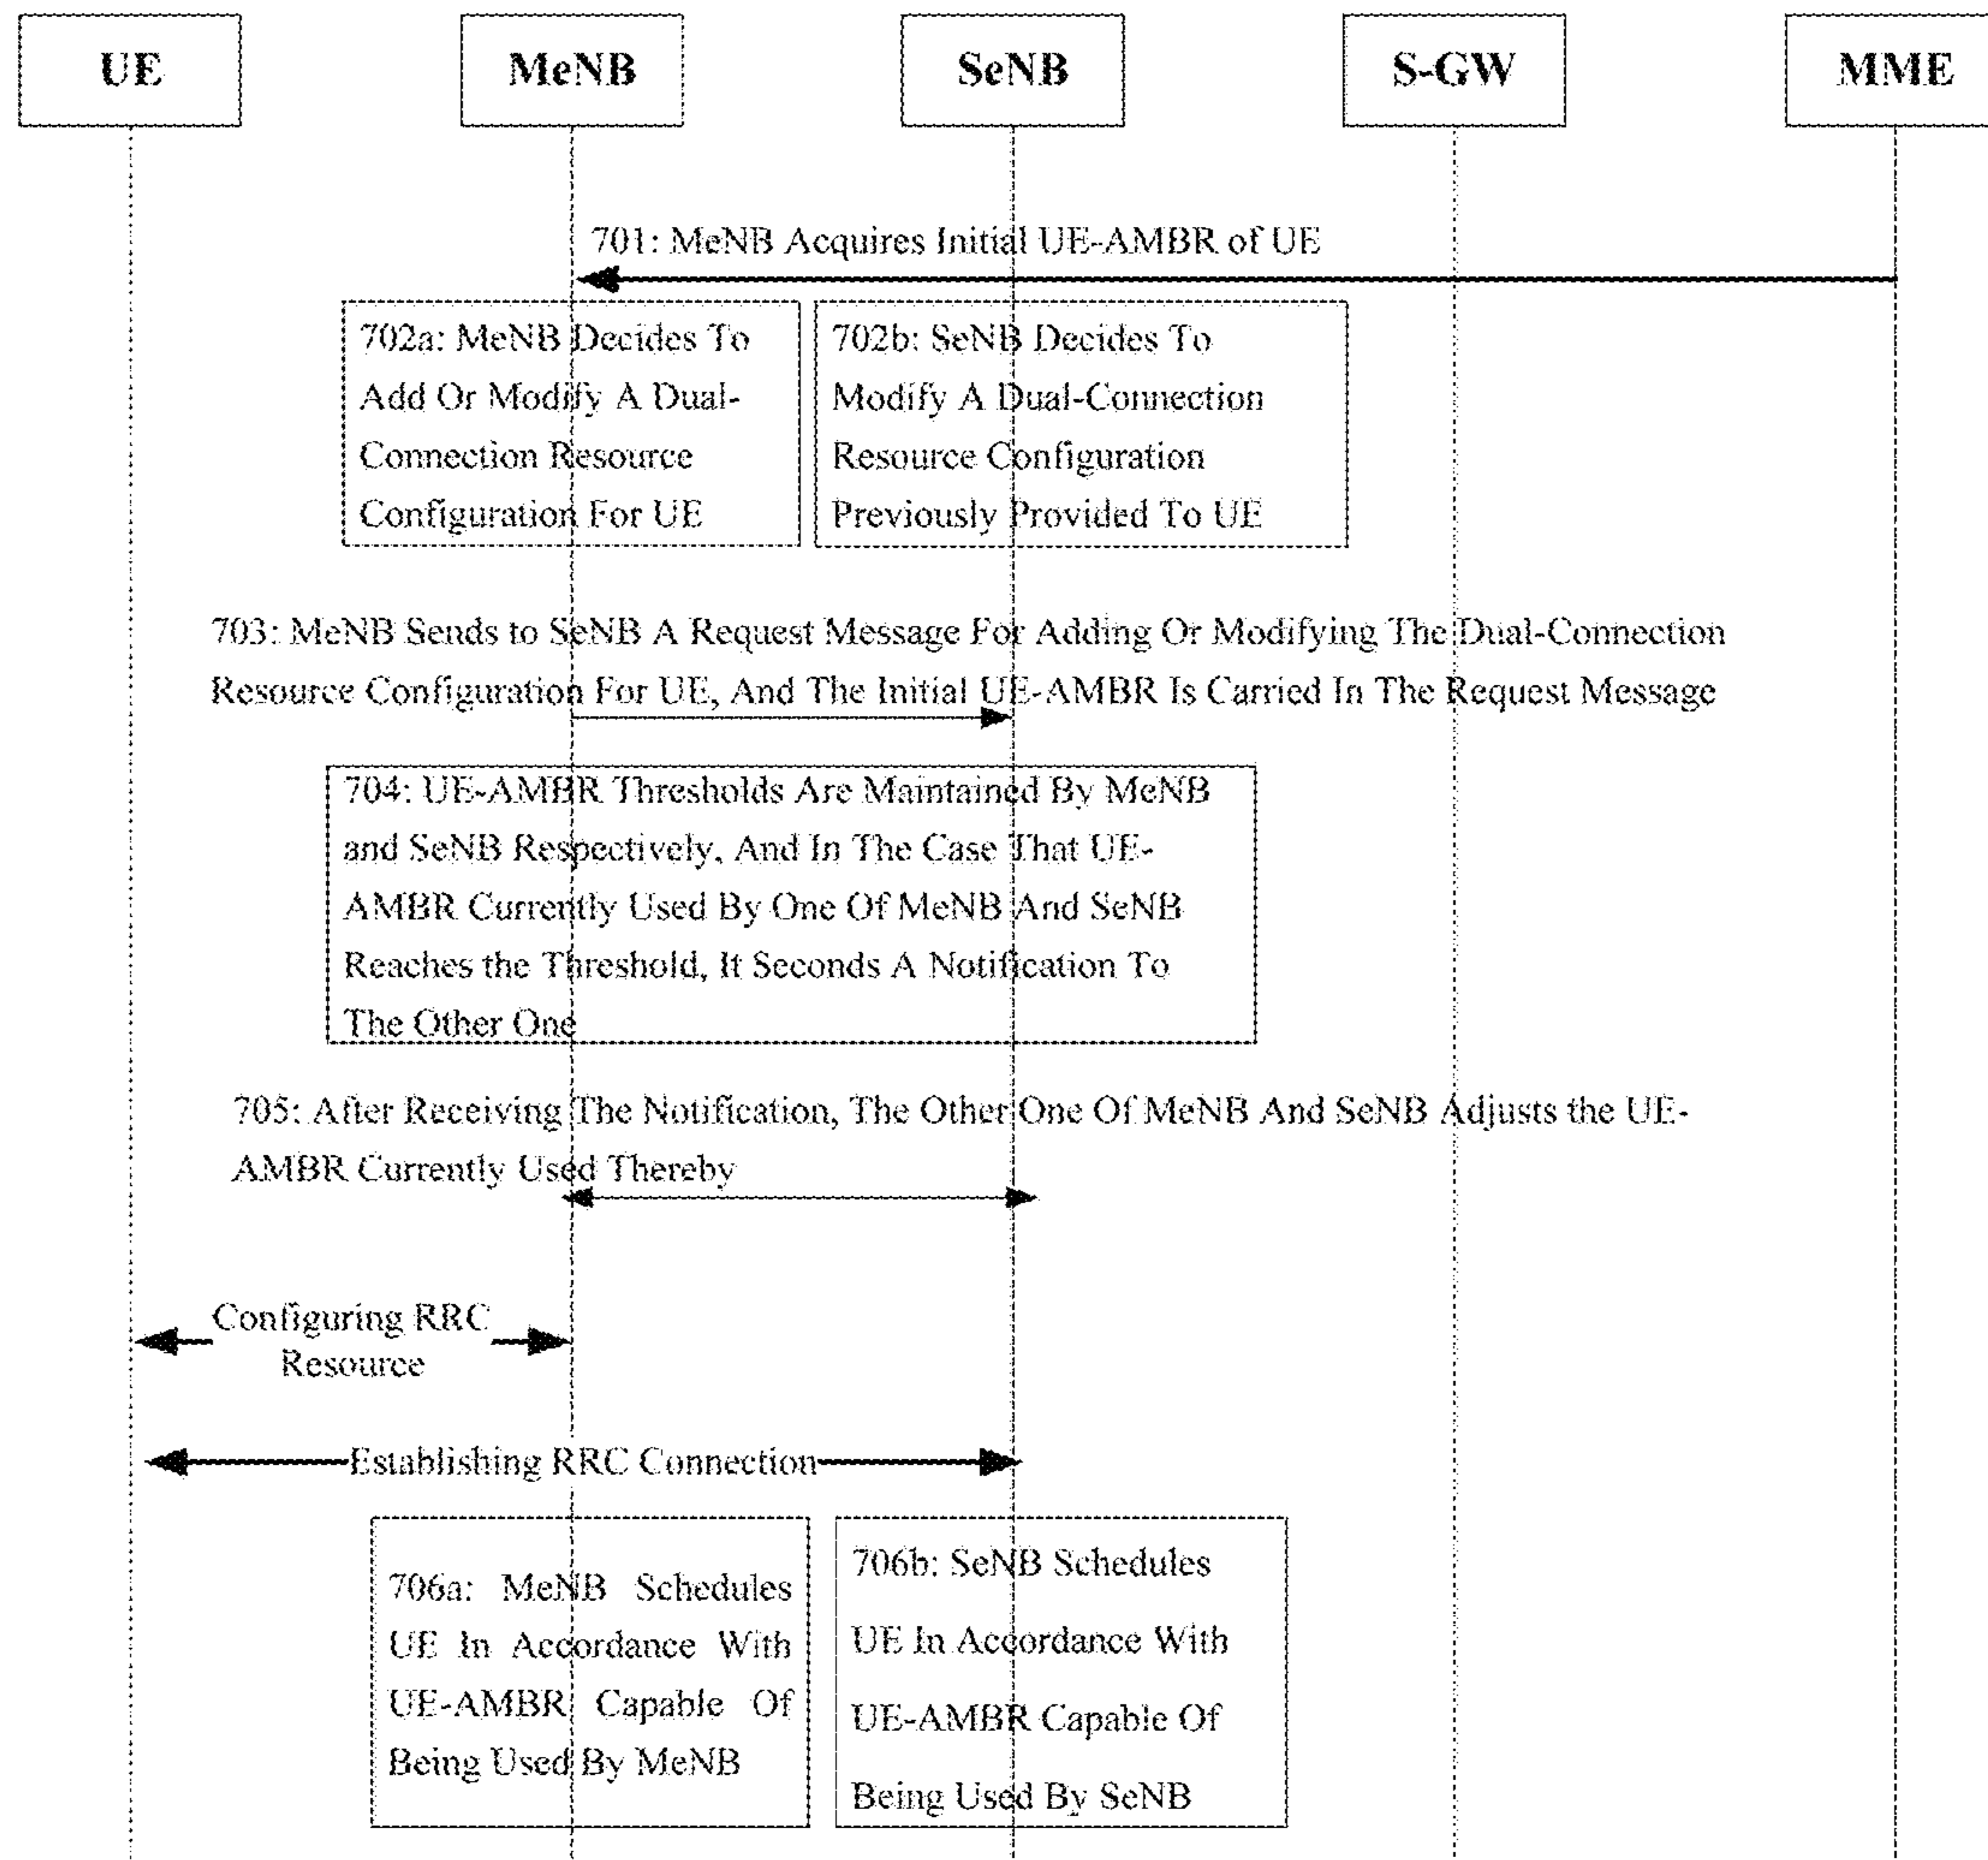 UE
MeNB
SeNB
S-GW
MME
701: MeNB Acquires Initial UE-AMBR of UE
702a: MeNB Decides To
Add Or Modify A Dual-
Connection Resource
Configuration For UE
702b: SeNB Decides To
Modify A Dual-Connection
Resource Configuration
Previously Provided To UE
703: MeNB Sends to SeNB A Request Message For Adding Or Modifying The Dual-Connection
Resource Configuration For UE, And The Initial UE-AMBR Is Carried In The Request Message
704: UE-AMBR Thresholds Are Maintained By MeNB
and SeNB Respectively, And In The Case That UE-
AMBR Currently Used By One Of MeNB And SeNB
Reaches the Threshold, It Seconds A Notification To
The Other One
705: After Receiving The Notification, The Other One Of MeNB And SeNB Adjusts the UE-
AMBR Currently Used Thereby
Configuring RRC
Resource
Establishing RRC Connection
706a: MeNB Schedules
UE In Accordance With
UE-AMBR Capable Of
Being Used By MeNB
706b: SeNB Schedules
UE In Accordance With
UE-AMBR Capable Of
Being Used By SeNB